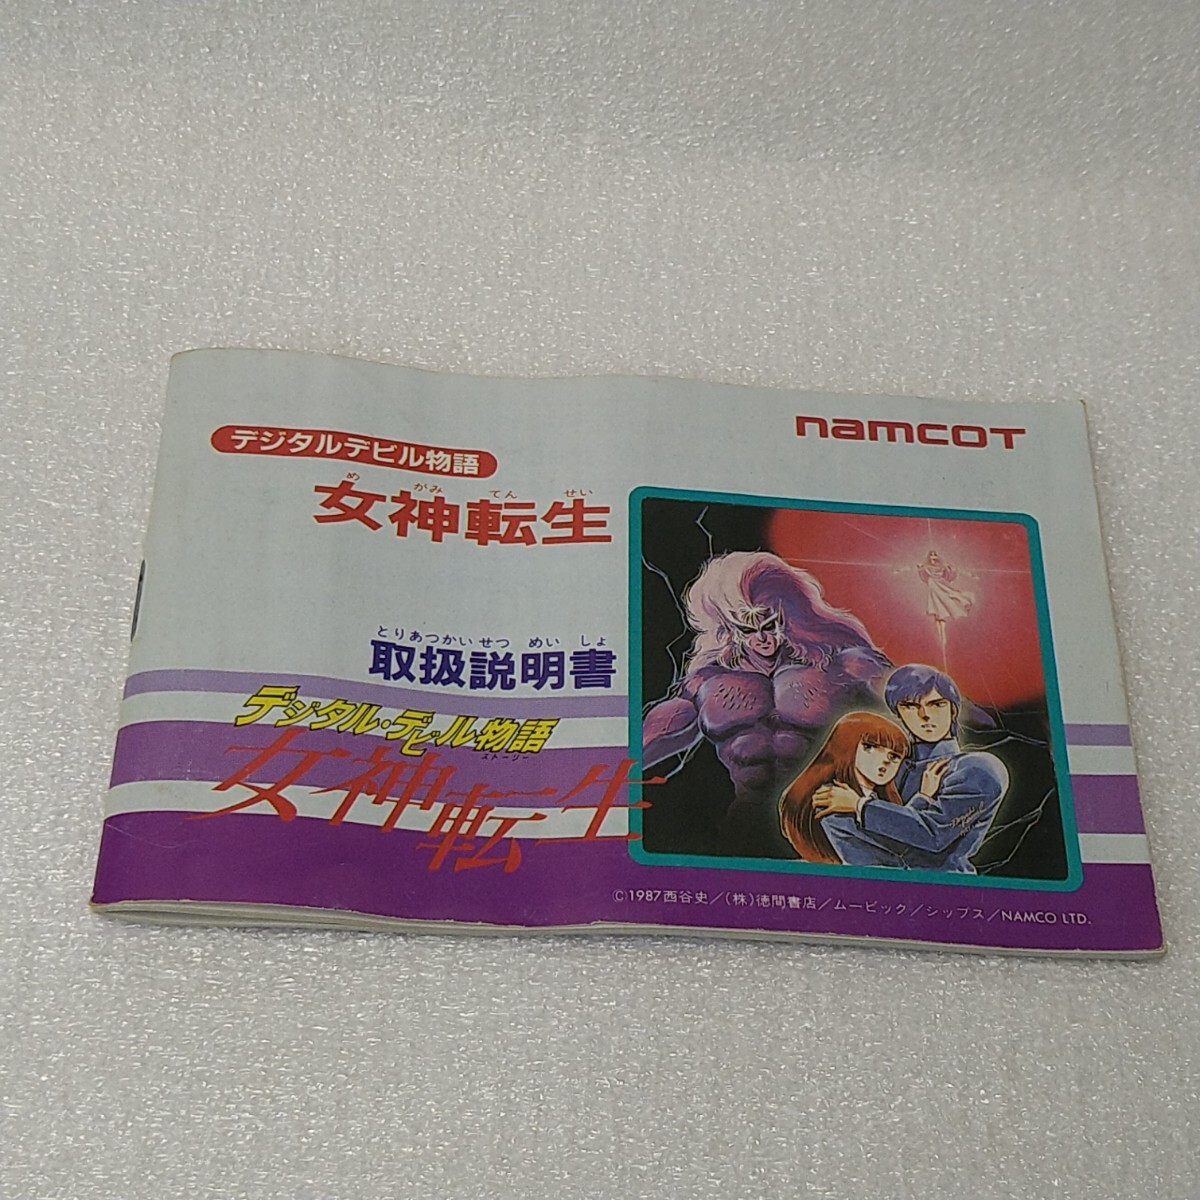 namcot
デジタルデビル物語
め がみ てん せい
女神転生
とりあつかいせつ めい しょ
取扱説明書
デジタル・デビル物語
ストーリー
女神転生
©1987西谷史／(株)徳間書店／ムービック／シップス／NAMCO LTD.